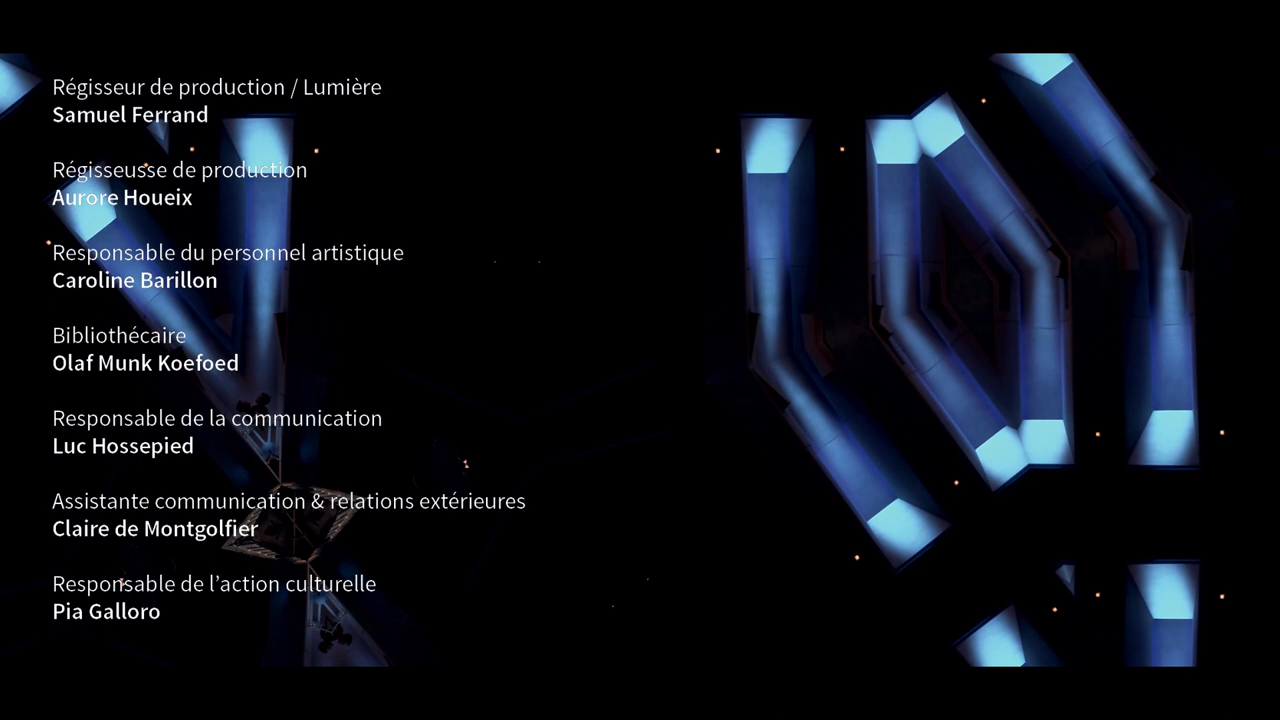 Régisseur de production / Lumière
Samuel Ferrand
Régisseusse de production
Aurore Houeix
Responsable du personnel artistique
Caroline Barillon
Bibliothécaire
Olaf Munk Koefoed
Responsable de la communication
Luc Hossepied
Assistante communication & relations extérieures
Claire de Montgolfier
Responsable de l’action culturelle
Pia Galloro